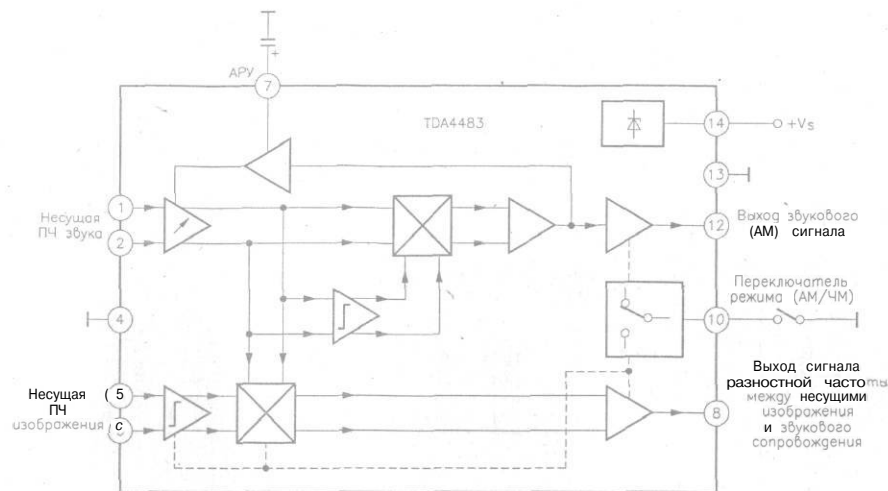 АРУ
7
TDA4483
14
+Vs
13
1
Несущая
ПЧ звука
2
12
Выход звукового
(АМ) сигнала
Переключатель
режима (АМ/ЧМ)
4
10
Выход сигнала
разностной частоты
между несущими
изображения
и звукового
сопровождения
Несущая
ПЧ
изображения
(5
с
8